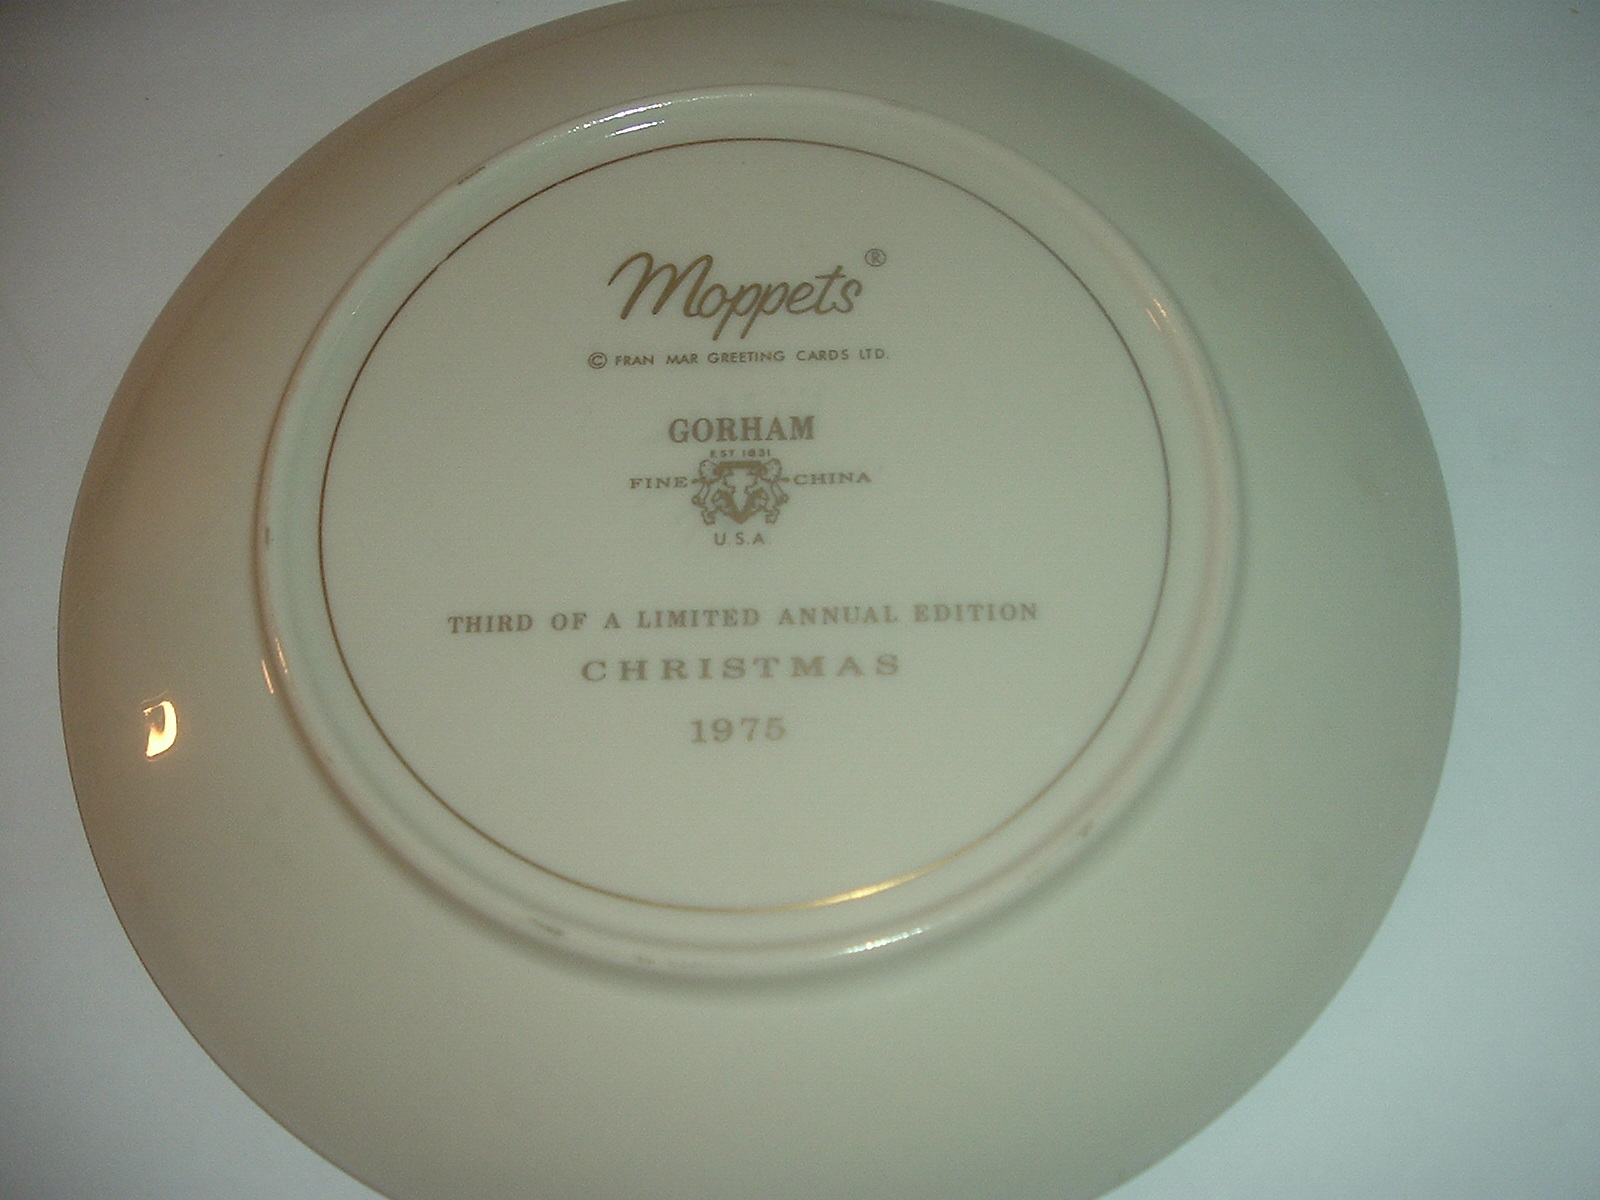 Moppets®
© FRAN MAR GREETING CARDS LTD.
GORHAM
EST 1831
FINE CHINA
U.S.A.
THIRD OF A LIMITED ANNUAL EDITION
CHRISTMAS
1975